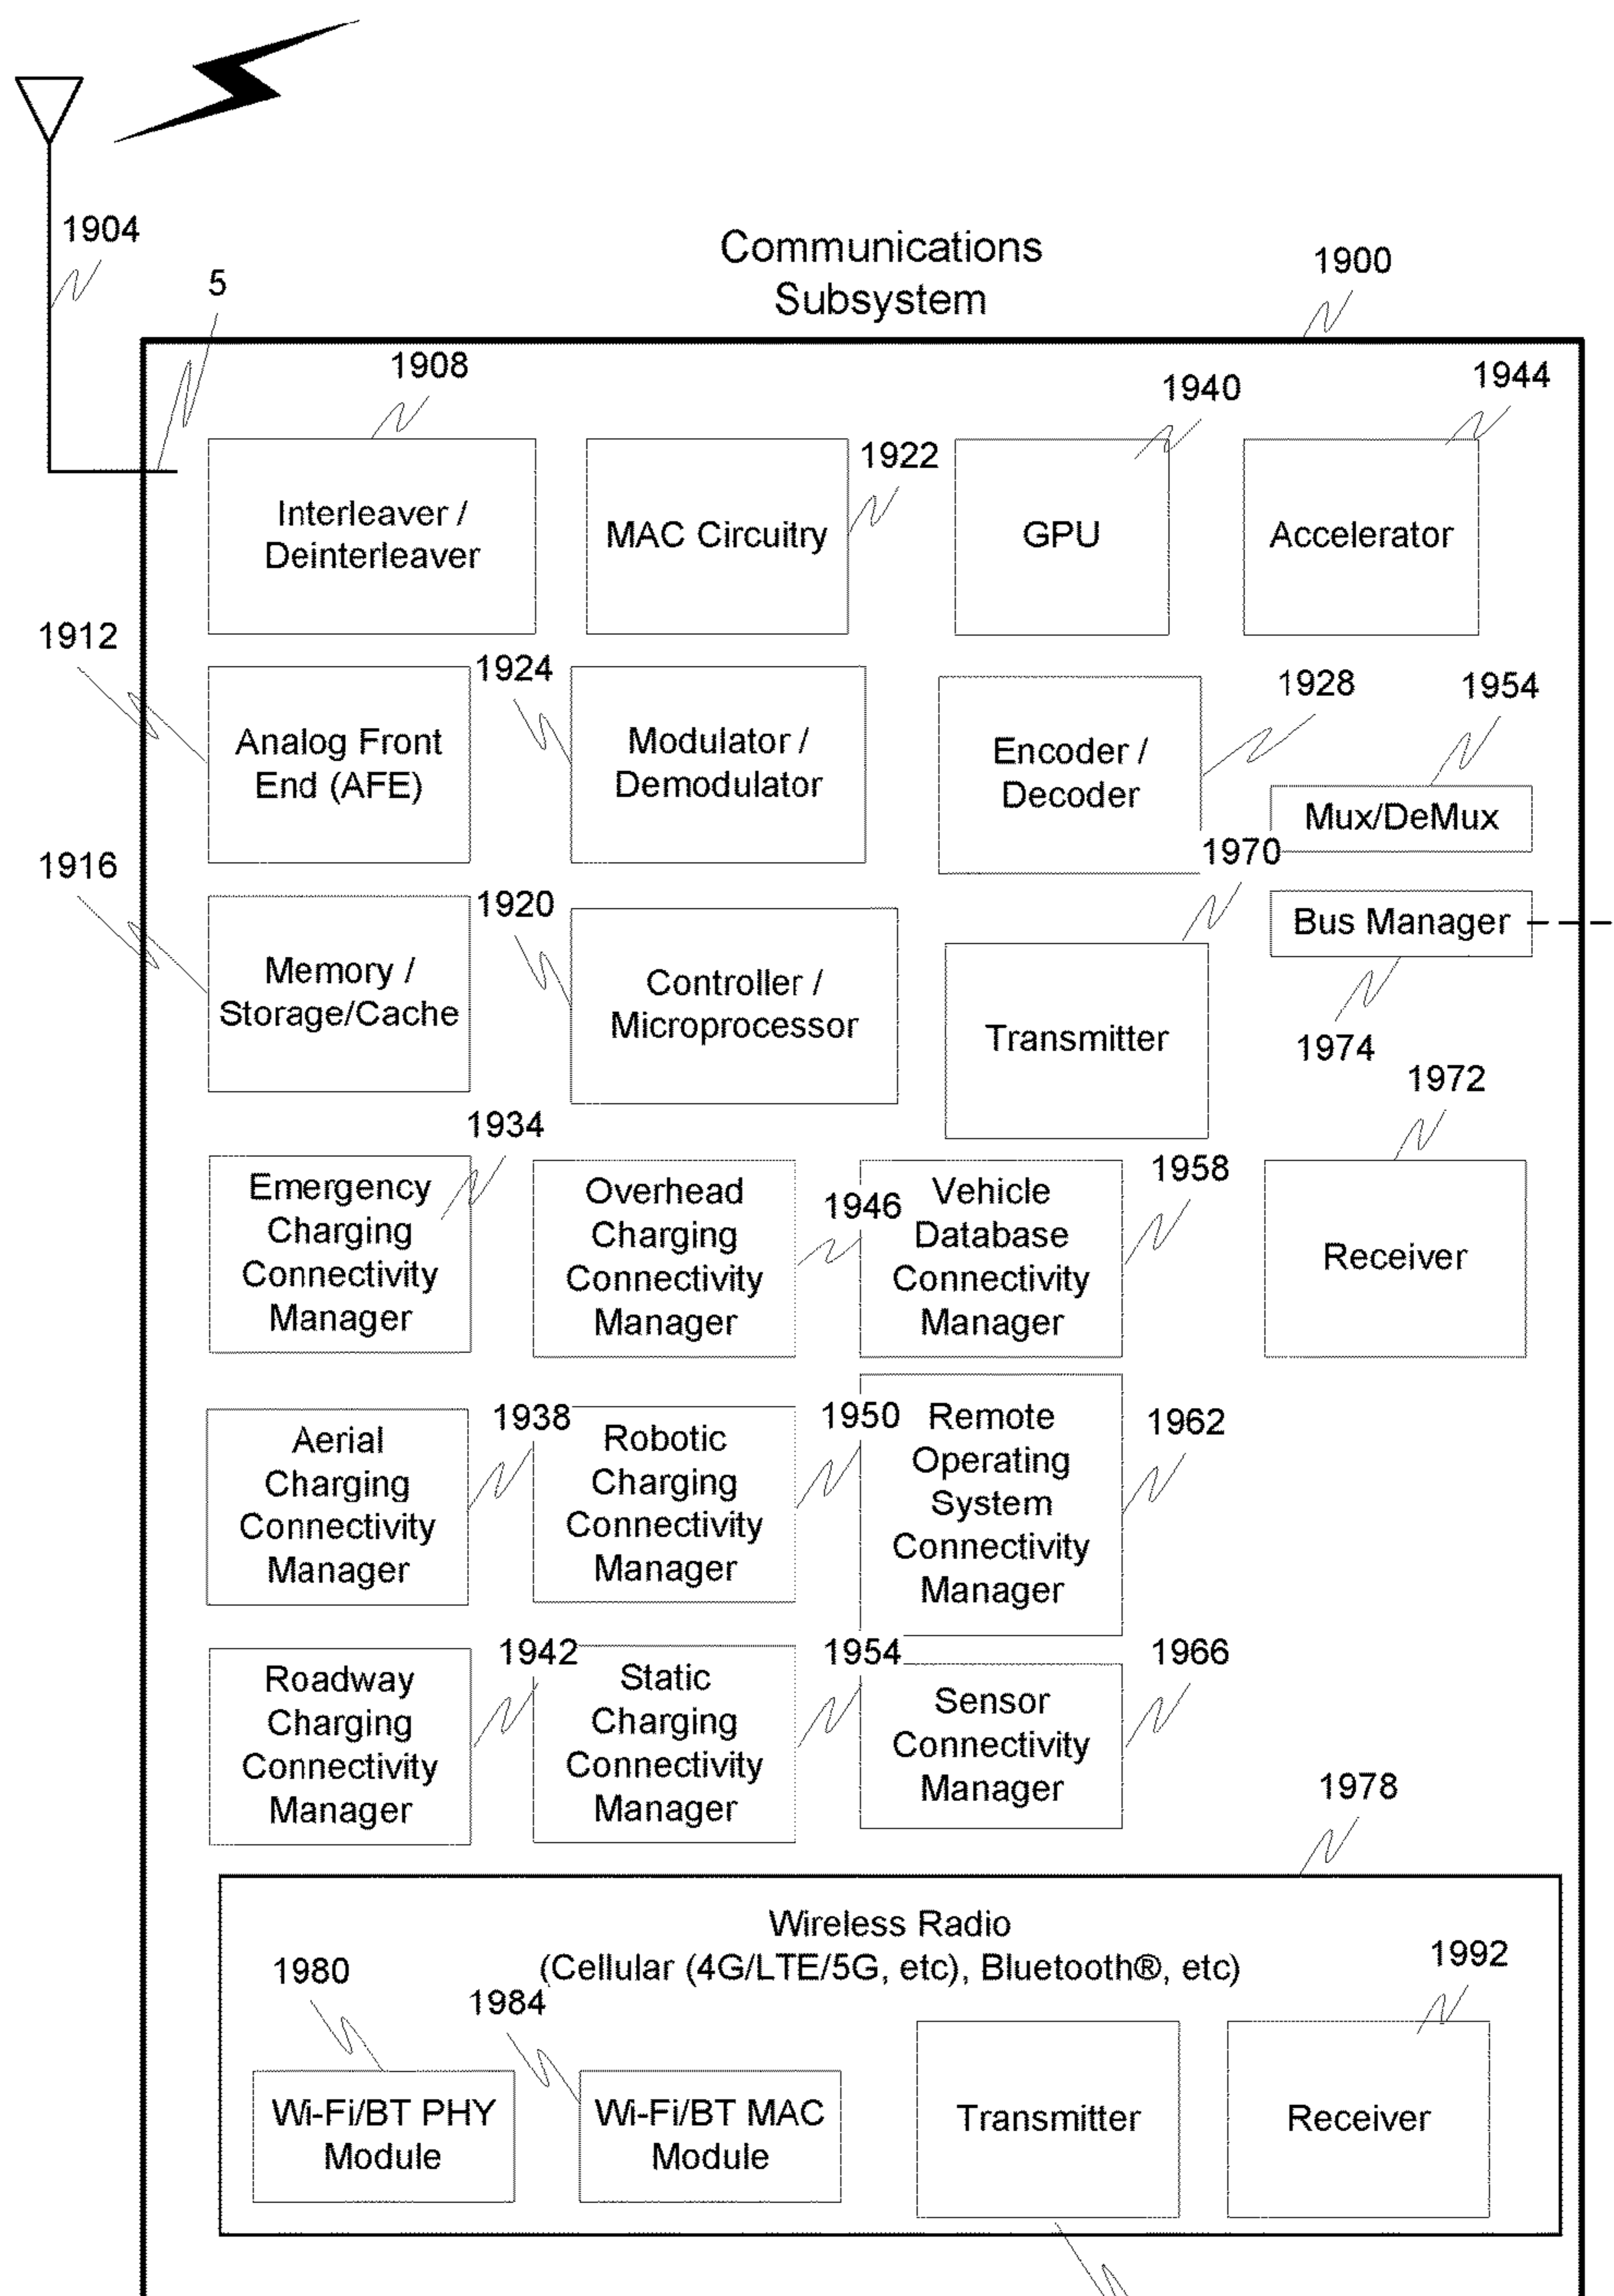 1904
5
Communications
Subsystem
1900
1908
1922
1940
1944
Interleaver /
Deinterleaver
MAC Circuitry
GPU
Accelerator
1912
1924
1928
1954
Analog Front
End (AFE)
Modulator /
Demodulator
Encoder /
Decoder
Mux/DeMux
1916
1920
1970
Bus Manager
1974
Memory /
Storage/Cache
Controller /
Microprocessor
Transmitter
1972
1934
1946
1958
Emergency
Charging
Connectivity
Manager
Overhead
Charging
Connectivity
Manager
Vehicle
Database
Connectivity
Manager
Receiver
1938
1950
1962
Aerial
Charging
Connectivity
Manager
Robotic
Charging
Connectivity
Manager
Remote
Operating
System
Connectivity
Manager
1942
1954
1966
Roadway
Charging
Connectivity
Manager
Static
Charging
Connectivity
Manager
Sensor
Connectivity
Manager
1978
Wireless Radio
(Cellular (4G/LTE/5G, etc), Bluetooth®, etc)
1980
1984
1992
Wi-Fi/BT PHY
Module
Wi-Fi/BT MAC
Module
Transmitter
Receiver